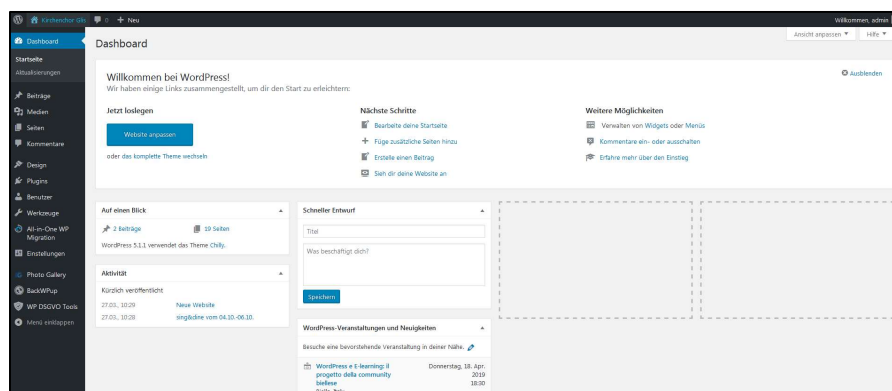 Kirchenchor Glis 0 + Neu Willkommen, admin
Dashboard
Startseite
Aktualisierungen
Beiträge
Medien
Seiten
Kommentare
Design
Plugins
Benutzer
Werkzeuge
All-in-One WP
Migration
Einstellungen
Photo Gallery
BackWPup
WP DSGVO Tools
Menü einklappen
Dashboard
Ansicht anpassen
Hilfe
Willkommen bei WordPress!
Ausblenden
Wir haben einige Links zusammengestellt, um dir den Start zu erleichtern:
Jetzt loslegen
Website anpassen
oder das komplette Theme wechseln
Nächste Schritte
Bearbeite deine Startseite
Füge zusätzliche Seiten hinzu
Erstelle einen Beitrag
Sieh dir deine Website an
Weitere Möglichkeiten
Verwalten von Widgets oder Menüs
Kommentare ein- oder ausschalten
Erfahre mehr über den Einstieg
Auf einen Blick
2 Beiträge 19 Seiten
WordPress 5.1.1 verwendet das Theme Chilly.
Aktivität
Kürzlich veröffentlicht
27.03., 10:29 Neue Website
27.03., 10:28 sing&dine vom 04.10.-06.10.
Schneller Entwurf
Titel
Was beschäftigt dich?
Speichern
WordPress-Veranstaltungen und Neuigkeiten
Besuche eine bevorstehende Veranstaltung in deiner Nähe.
WordPress e E-learning: il Donnerstag, 18. Apr.
progetto della community 2019
biellese 18:30